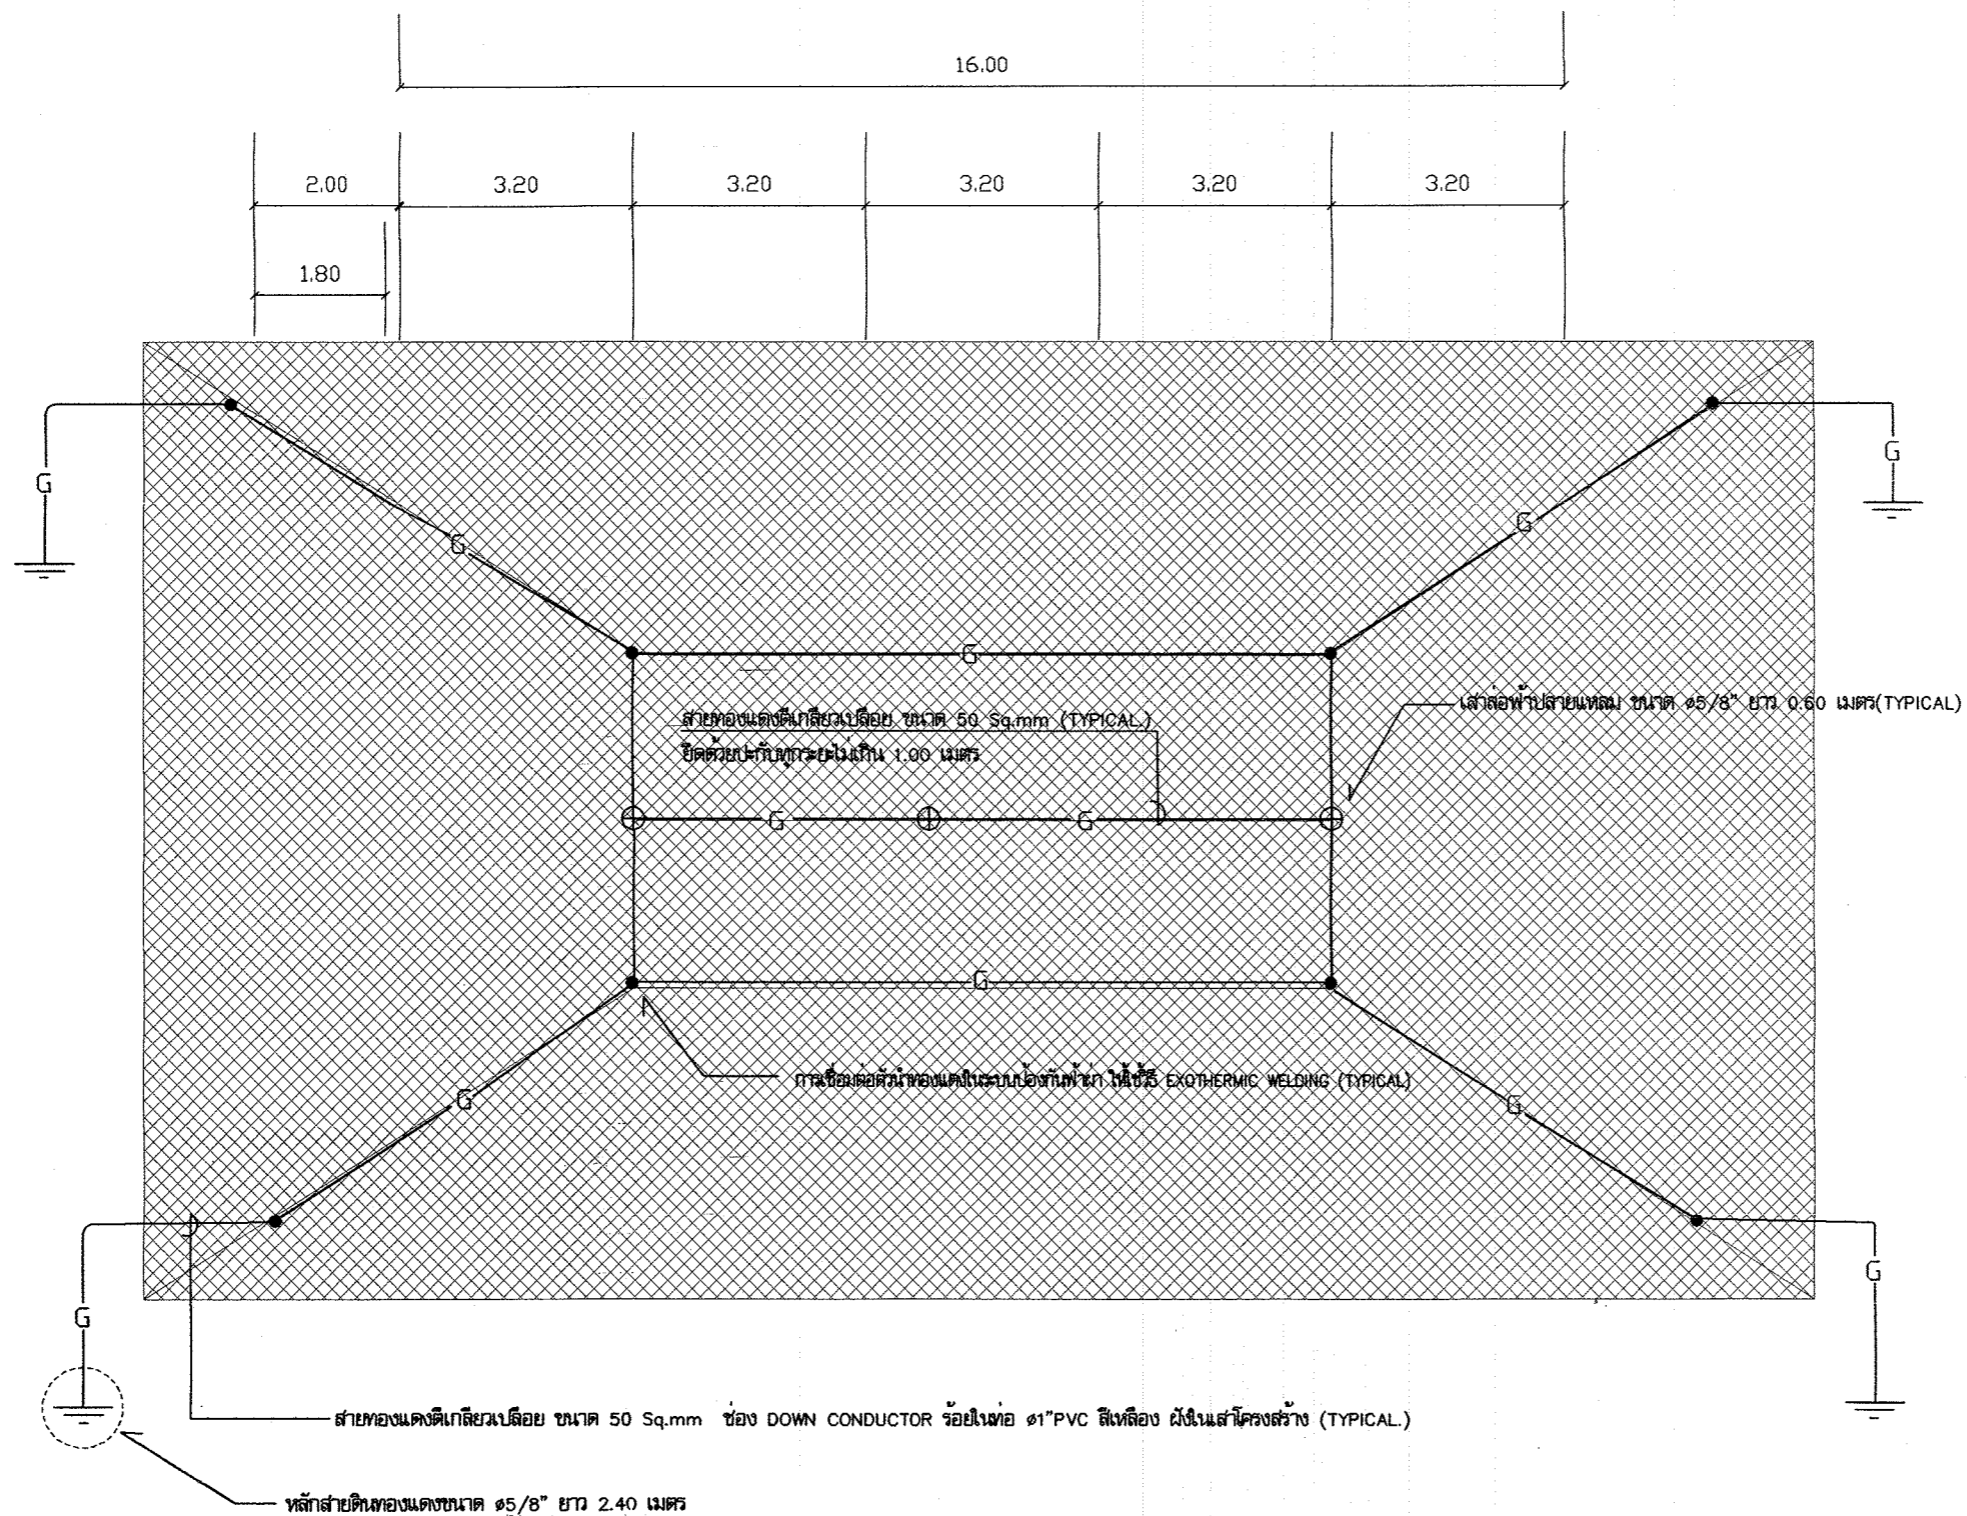 16.00
2.00 3.20 3.20 3.20 3.20 3.20
1.80
G
G
G
G
G
เสาล่อฟ้าปลายแหลม ขนาด ø5/8" ยาว 0.60 เมตร(TYPICAL)
สายทองแดงตีเกลียวเปลือย ขนาด 50 Sq.mm (TYPICAL.)
ยึดด้วยปะกับทุกระยะไม่เกิน 1.00 เมตร
G G
G
การเชื่อมต่อตัวนำทองแดงในระบบป้องกันฟ้าผ่า ให้ใช้วิธี EXOTHERMIC WELDING (TYPICAL)
G
G
G
G
สายทองแดงตีเกลียวเปลือย ขนาด 50 Sq.mm ช่อง DOWN CONDUCTOR ร้อยในท่อ ø1"PVC สีเหลือง ฝังในเสาโครงสร้าง (TYPICAL.)
หลักสายดินทองแดงขนาด ø5/8" ยาว 2.40 เมตร